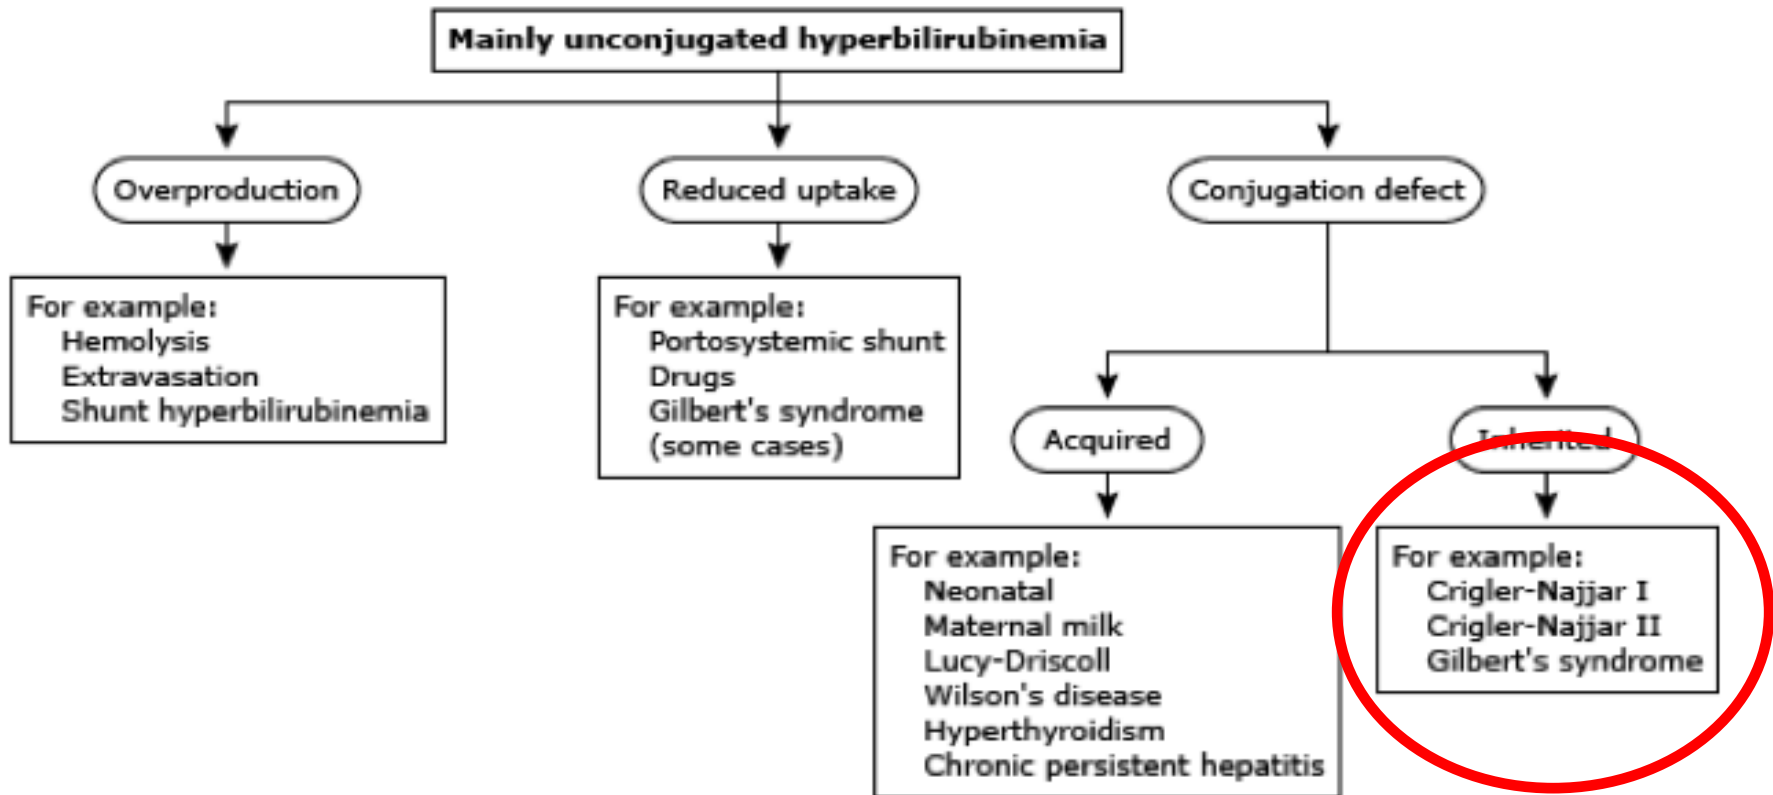 Mainly unconjugated hyperbilirubinemia
Overproduction
Reduced uptake
Conjugation defect
For example:
Hemolysis
Extravasation
Shunt hyperbilirubinemia
For example:
Portosystemic shunt
Drugs
Gilbert's syndrome
(some cases)
Acquired
Inherited
For example:
Neonatal
Maternal milk
Lucy-Driscoll
Wilson's disease
Hyperthyroidism
Chronic persistent hepatitis
For example:
Crigler-Najjar I
Crigler-Najjar II
Gilbert's syndrome